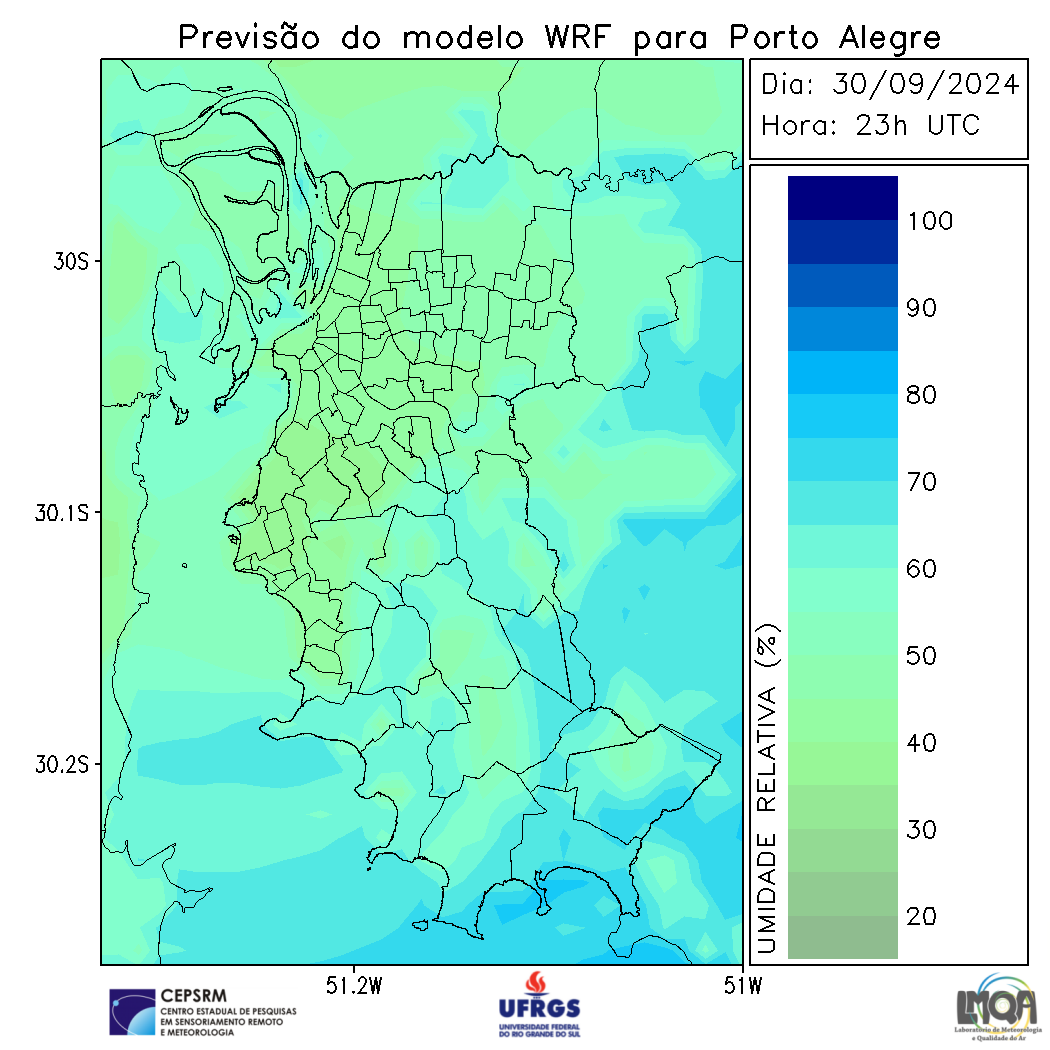 Previsão do modelo WRF para Porto Alegre
Dia: 30/09/2024
Hora: 23h UTC
30S
30.1S
30.2S
51.2W
51W
100
90
80
70
60
50
40
30
20
UMIDADE RELATIVA (%)
CEPSRM
CENTRO ESTADUAL DE PESQUISAS
EM SENSORIAMENTO REMOTO
E METEOROLOGIA
UFRGS
UNIVERSIDADE FEDERAL
DO RIO GRANDE DO SUL
LMQA
Laboratório de Meteorologia
e Qualidade do Ar